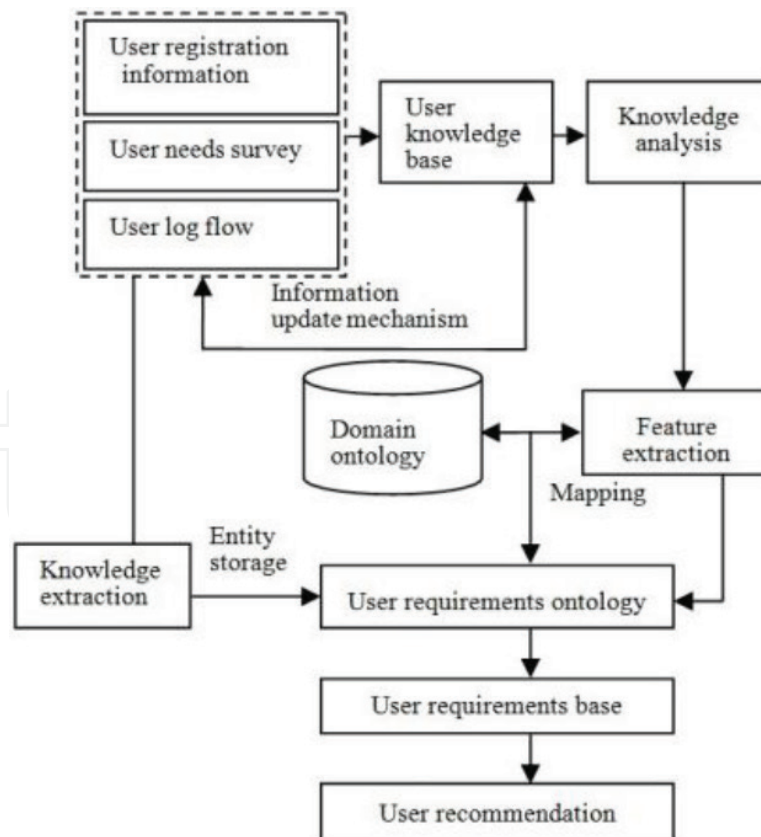 User registration
information
User needs survey
User log flow
User
knowledge
base
Knowledge
analysis
Information
update mechanism
Domain
ontology
Feature
extraction
Mapping
Entity
storage
Knowledge
extraction
User requirements ontology
User requirements base
User recommendation